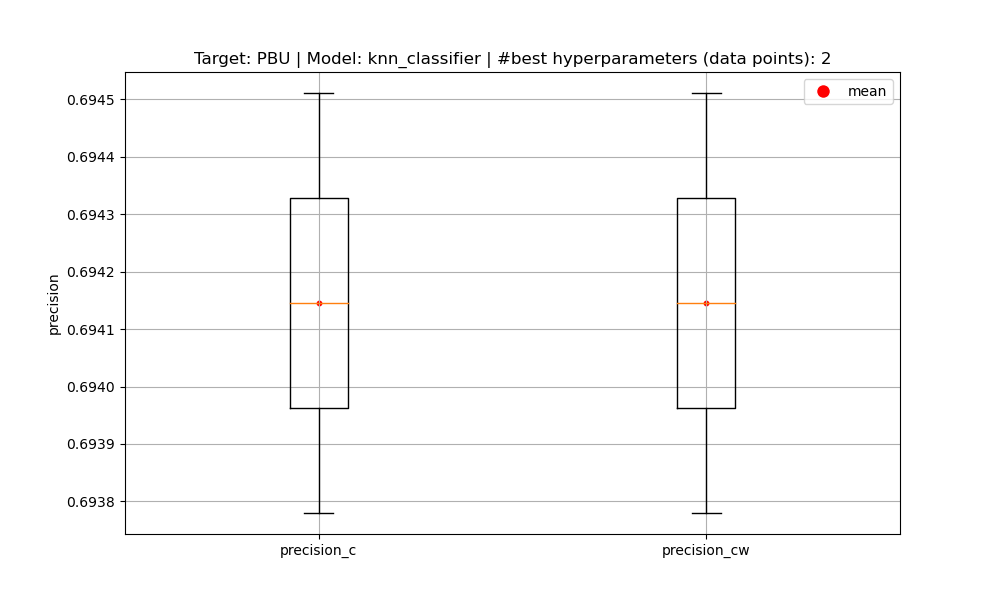 Target: PBU | Model: knn_classifier | #best hyperparameters (data points): 2
mean
precision
0.6945
0.6944
0.6943
0.6942
0.6941
0.6940
0.6939
0.6938
precision_c
precision_cw